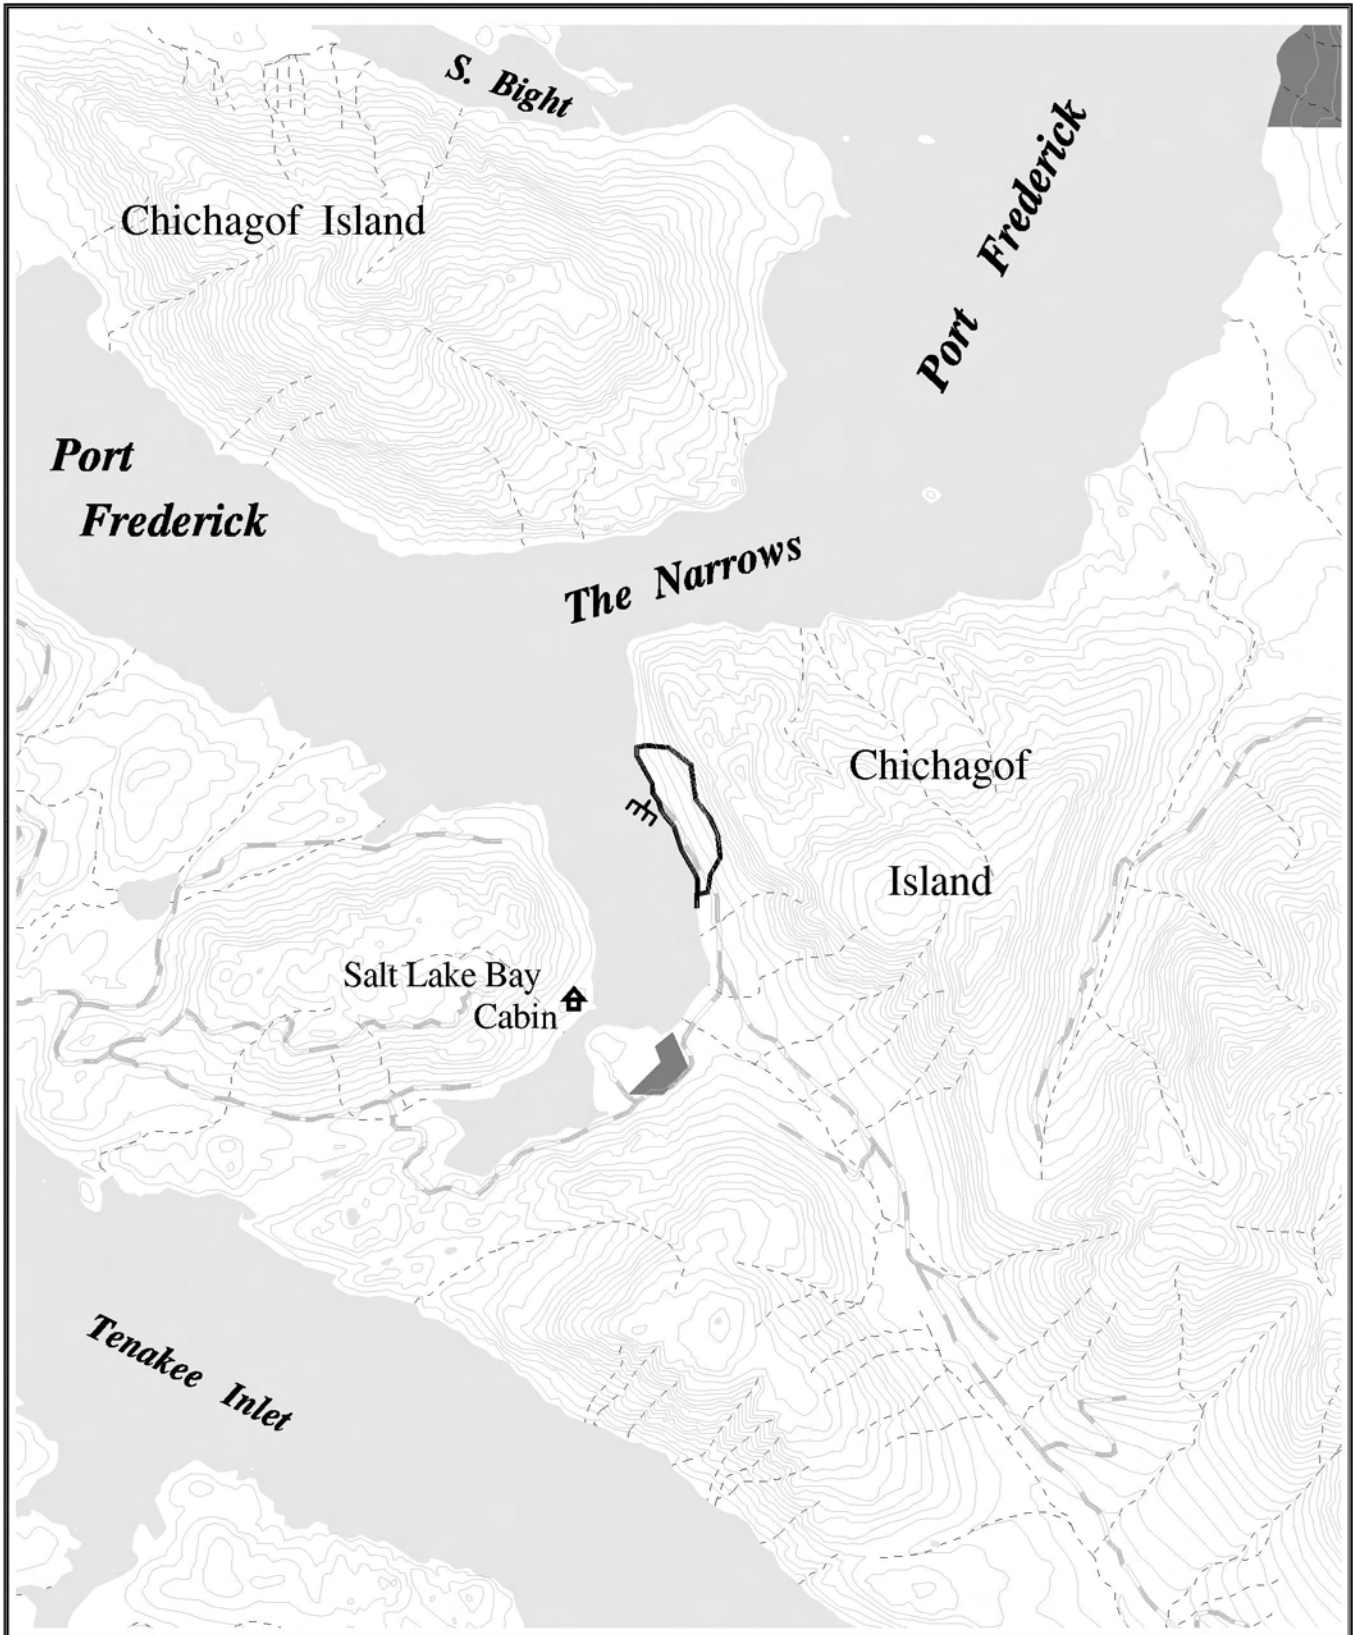 S. Bight
Port Frederick
Chichagof Island
Port
Frederick
The Narrows
Chichagof
Island
Salt Lake Bay
Cabin
Tenakee Inlet